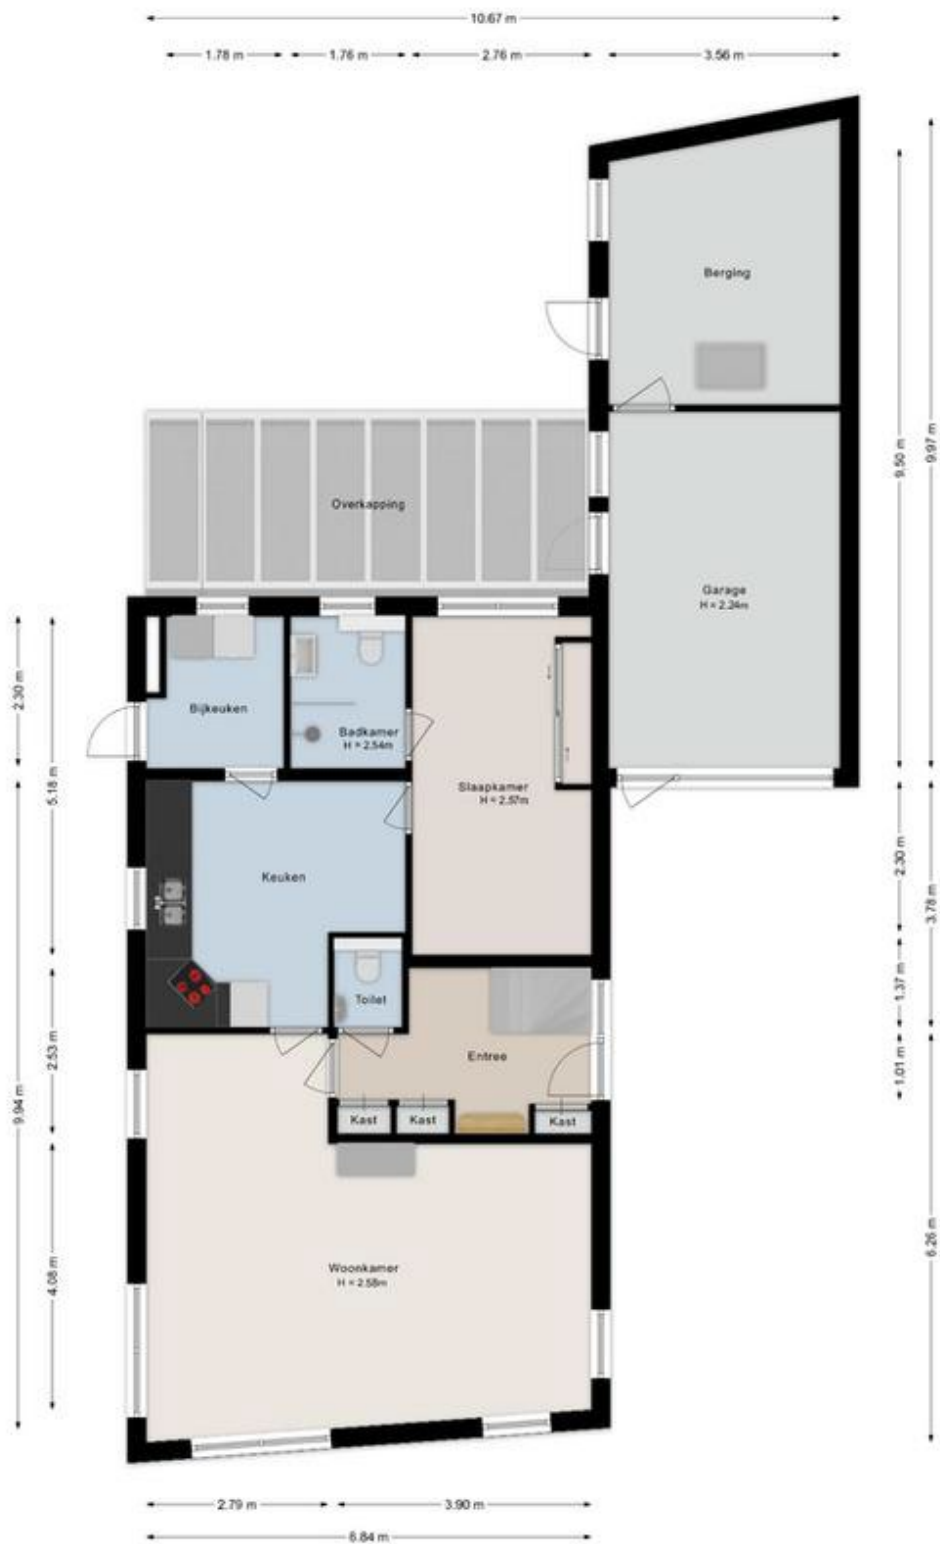 10.67 m
1.78 m
1.76 m
2.76 m
3.56 m
Berging
9.50 m
9.97 m
Overkapping
Garage
H = 2.24m
2.30 m
Bijkeuken
Badkamer
H = 2.54m
5.18 m
Slaapkamer
H = 2.57m
Keuken
2.30 m
3.78 m
1.37 m
Toilet
2.53 m
Entree
1.01 m
9.94 m
Kast
Kast
Kast
6.26 m
4.08 m
Woonkamer
H = 2.58m
2.79 m
3.90 m
6.84 m